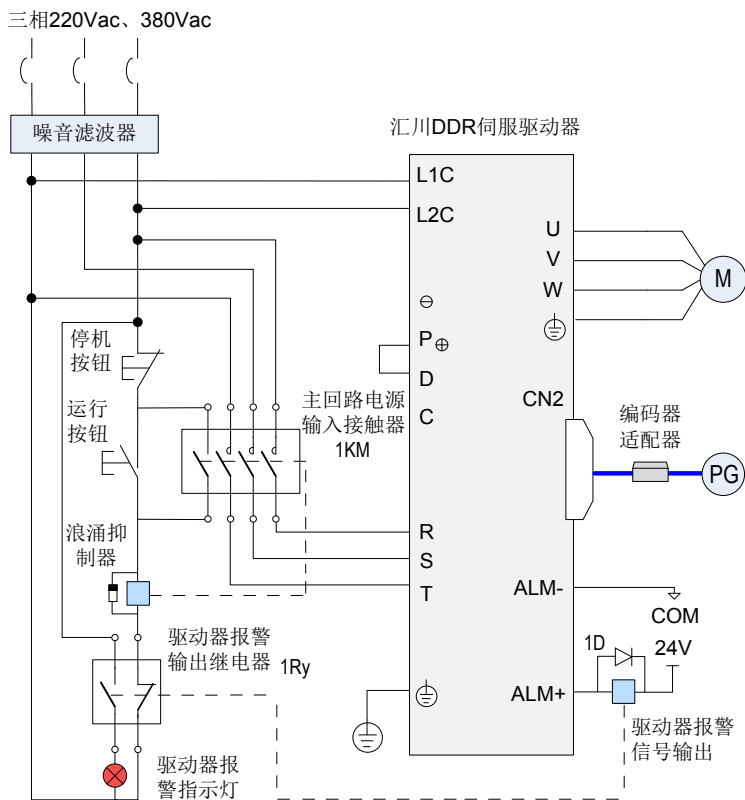 三相220Vac、380Vac
噪音滤波器
汇川DDR伺服驱动器
L1C
L2C
U
V
W
M
⊖
P⊕
D
C
停机
按钮
运行
按钮
主回路电源
输入接触器
1KM
CN2
编码器
适配器
PG
浪涌抑
制器
R
S
T
ALM-
COM
驱动器报警
输出继电器
1Ry
1D
24V
ALM+
驱动器报警
信号输出
驱动器报
警指示灯